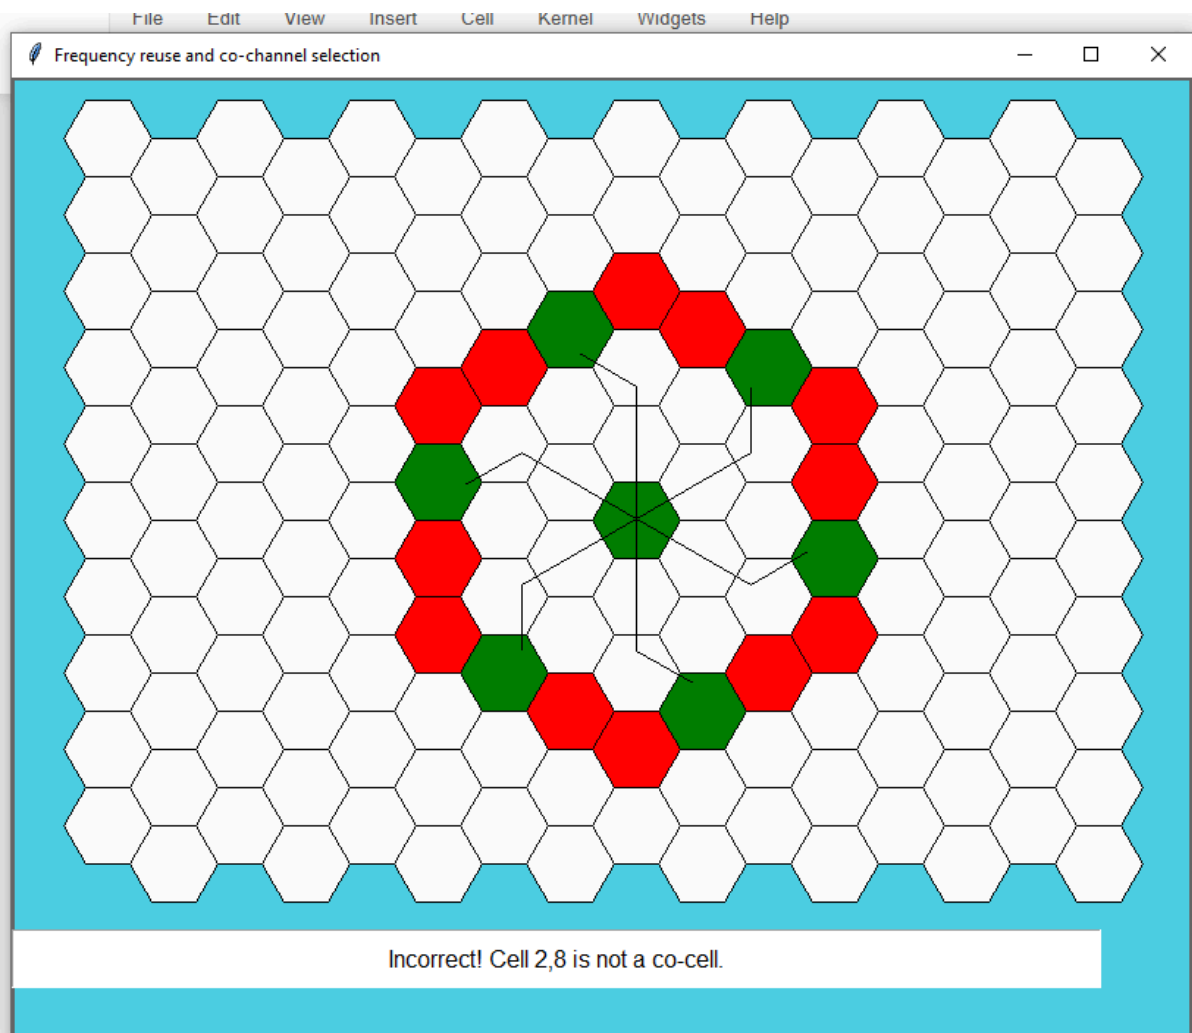 File Edit View Insert Cell Kernel Widgets Help
Frequency reuse and co-channel selection
Incorrect! Cell 2,8 is not a co-cell.